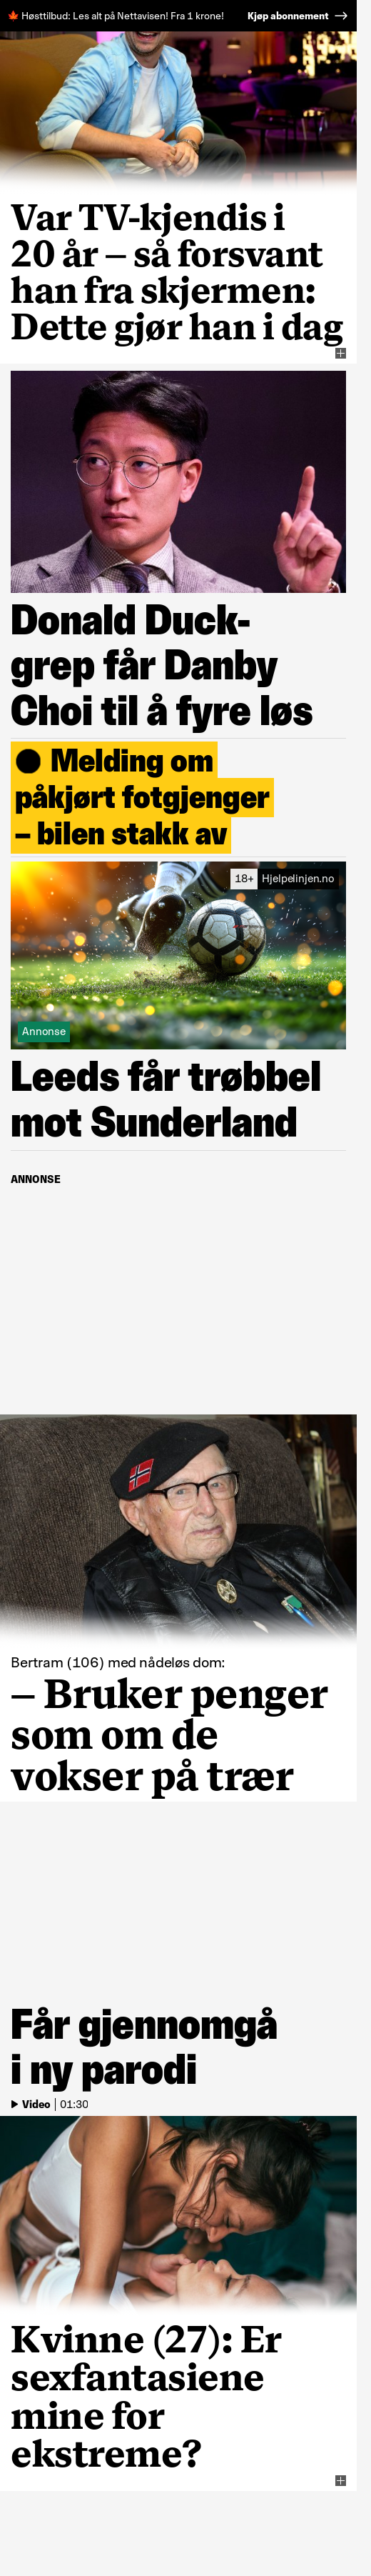 Høsttilbud: Les alt på Nettavisen! Fra 1 krone!
Kjøp abonnement
Var TV-kjendis i
20 år – så forsvant
han fra skjermen:
Dette gjør han i dag
Donald Duck-
grep får Danby
Choi til å fyre løs
Melding om
påkjørt fotgjenger
– bilen stakk av
18+ Hjelpelinjen.no
Annonse
Leeds får trøbbel
mot Sunderland
ANNONSE
Bertram (106) med nådeløs dom:
– Bruker penger
som om de
vokser på trær
Får gjennomgå
i ny parodi
Video 01:30
Kvinne (27): Er
sexfantasiene
mine for
ekstreme?